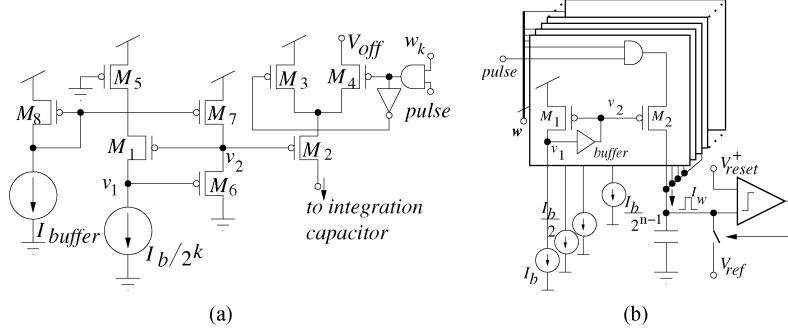 (a)
V_off
w_k
M_5
M_3
M_4
pulse
M_8
M_7
M_1
v_2
M_2
v_1
M_6
to integration
capacitor
I_buffer
I_b/2^k
(b)
pulse
w
M_1
v_2
M_2
v_1
buffer
V_reset^+
I_w
I_b
2^n-1
I_b
2
I_b
V_ref
(a)
(b)